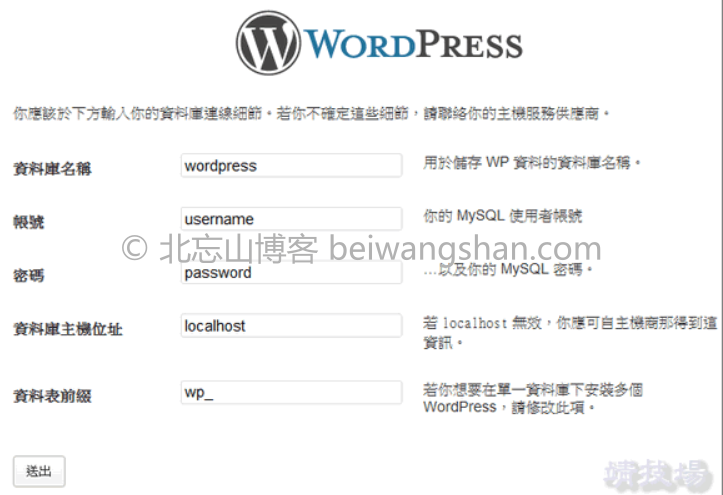 WORDPRESS
你應該於下方輸入你的資料庫連線細節。若你不確定這些細節，請聯絡你的主機服務供應商。
資料庫名稱 wordpress 用於儲存 WP 資料的資料庫名稱。
帳號 username 你的 MySQL 使用者帳號
© 北忘山博客 beiwangshan.com
密碼 password …以及你的 MySQL 密碼。
資料庫主機位址 localhost 若 localhost 無效，你應可自主機商那得到這
資訊。
資料表前綴 wp_ 若你想要在單一資料庫下安裝多個
WordPress，請修改此項。
送出
靖技場